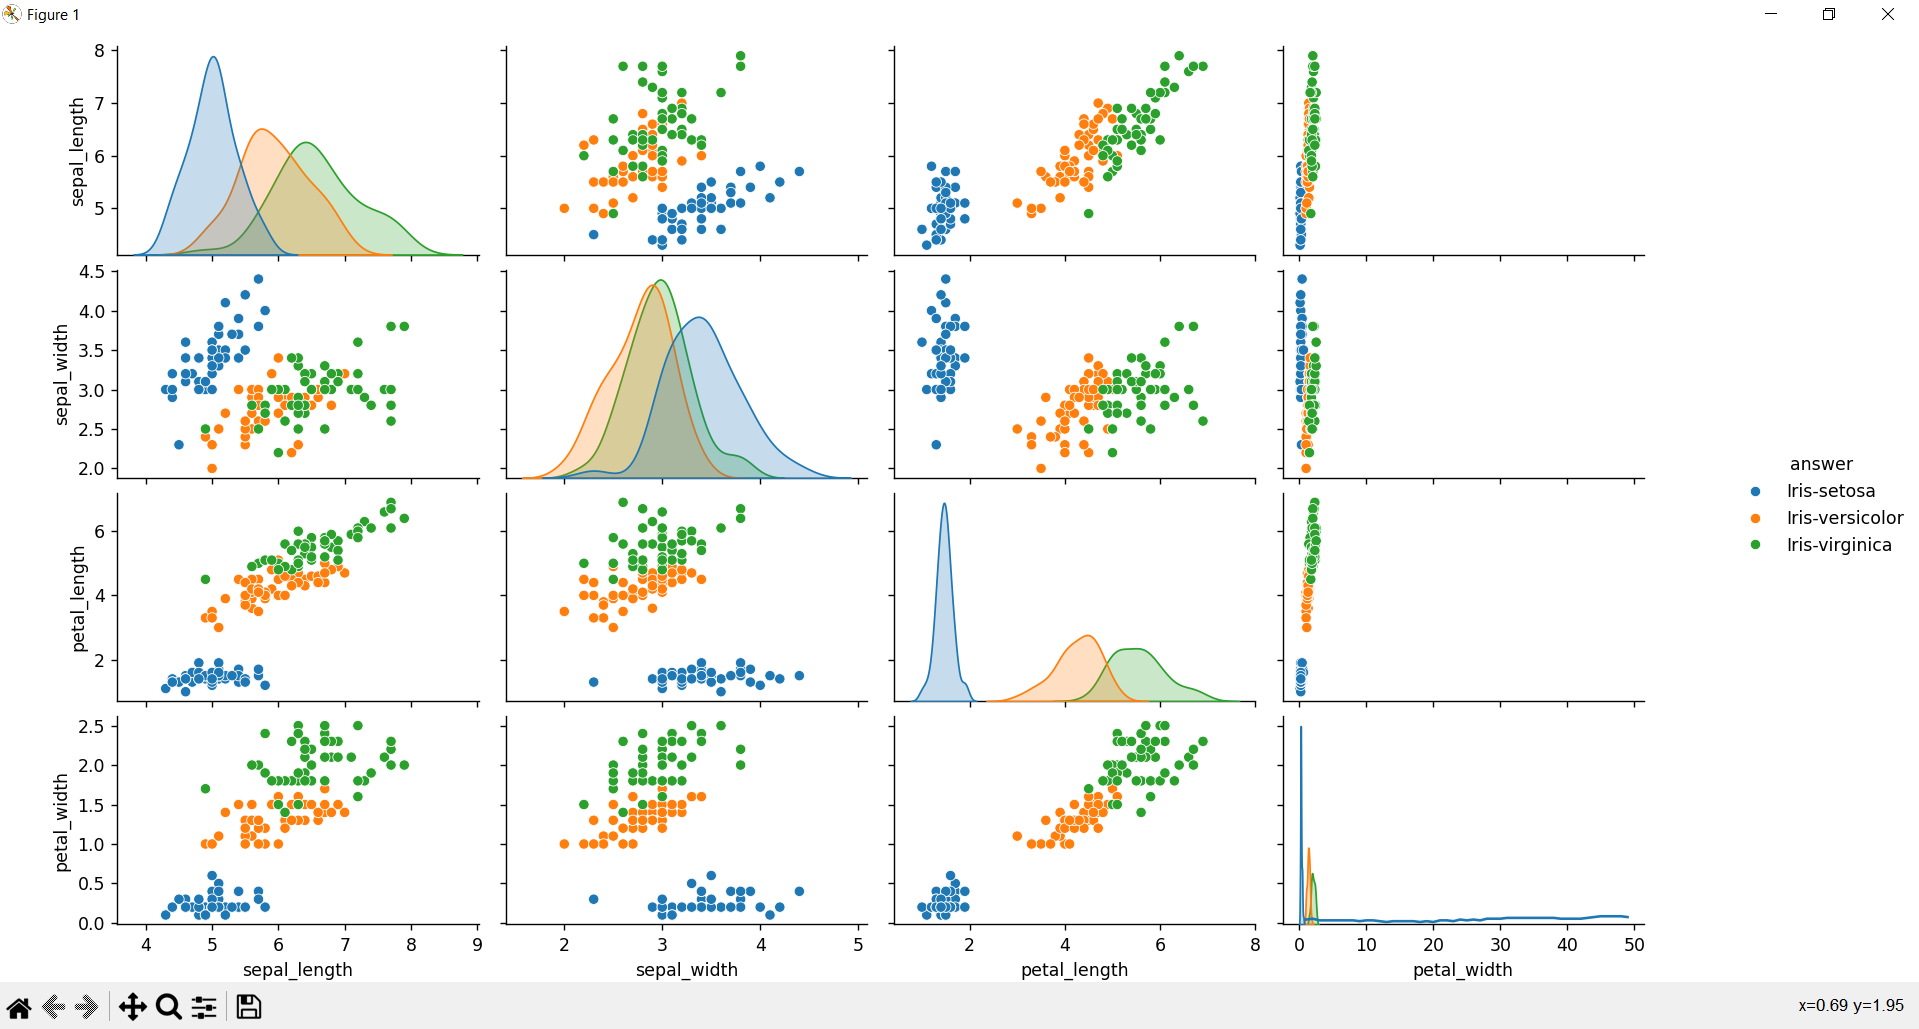 Figure 1
8
7
6
5
sepal_length
4.5
4.0
3.5
3.0
2.5
2.0
sepal_width
6
4
2
petal_length
2.5
2.0
1.5
1.0
0.5
0.0
petal_width
4 5 6 7 8 9
sepal_length
2 3 4 5
sepal_width
2 4 6 8
petal_length
0 10 20 30 40 50
petal_width
answer
Iris-setosa
Iris-versicolor
Iris-virginica
x=0.69 y=1.95